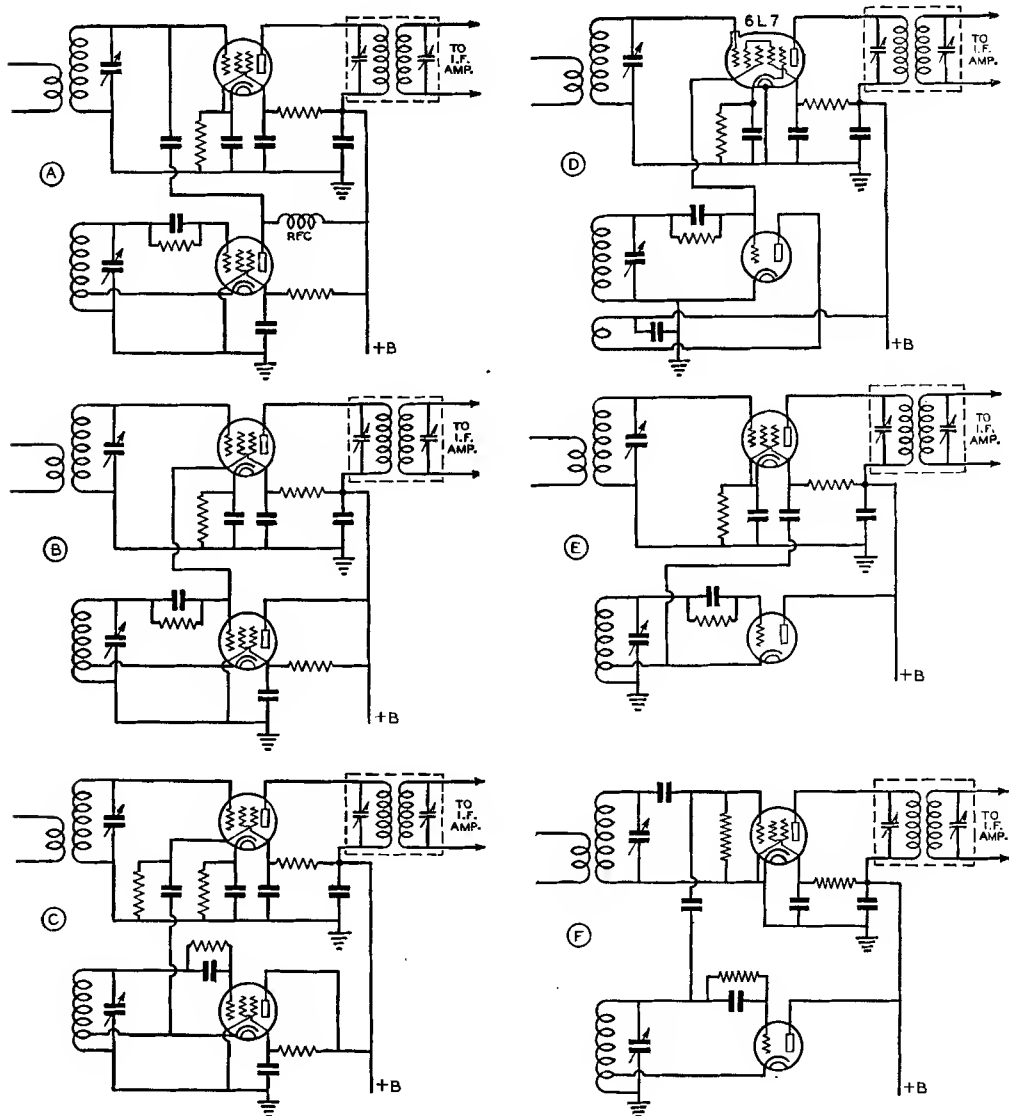 TO
I.F.
AMP.
A
RFC
+B
6L7
TO
I.F.
AMP.
D
+B
TO
I.F.
AMP.
B
+B
TO
I.F.
AMP.
E
+B
TO
I.F.
AMP.
C
+B
TO
I.F.
AMP.
F
+B